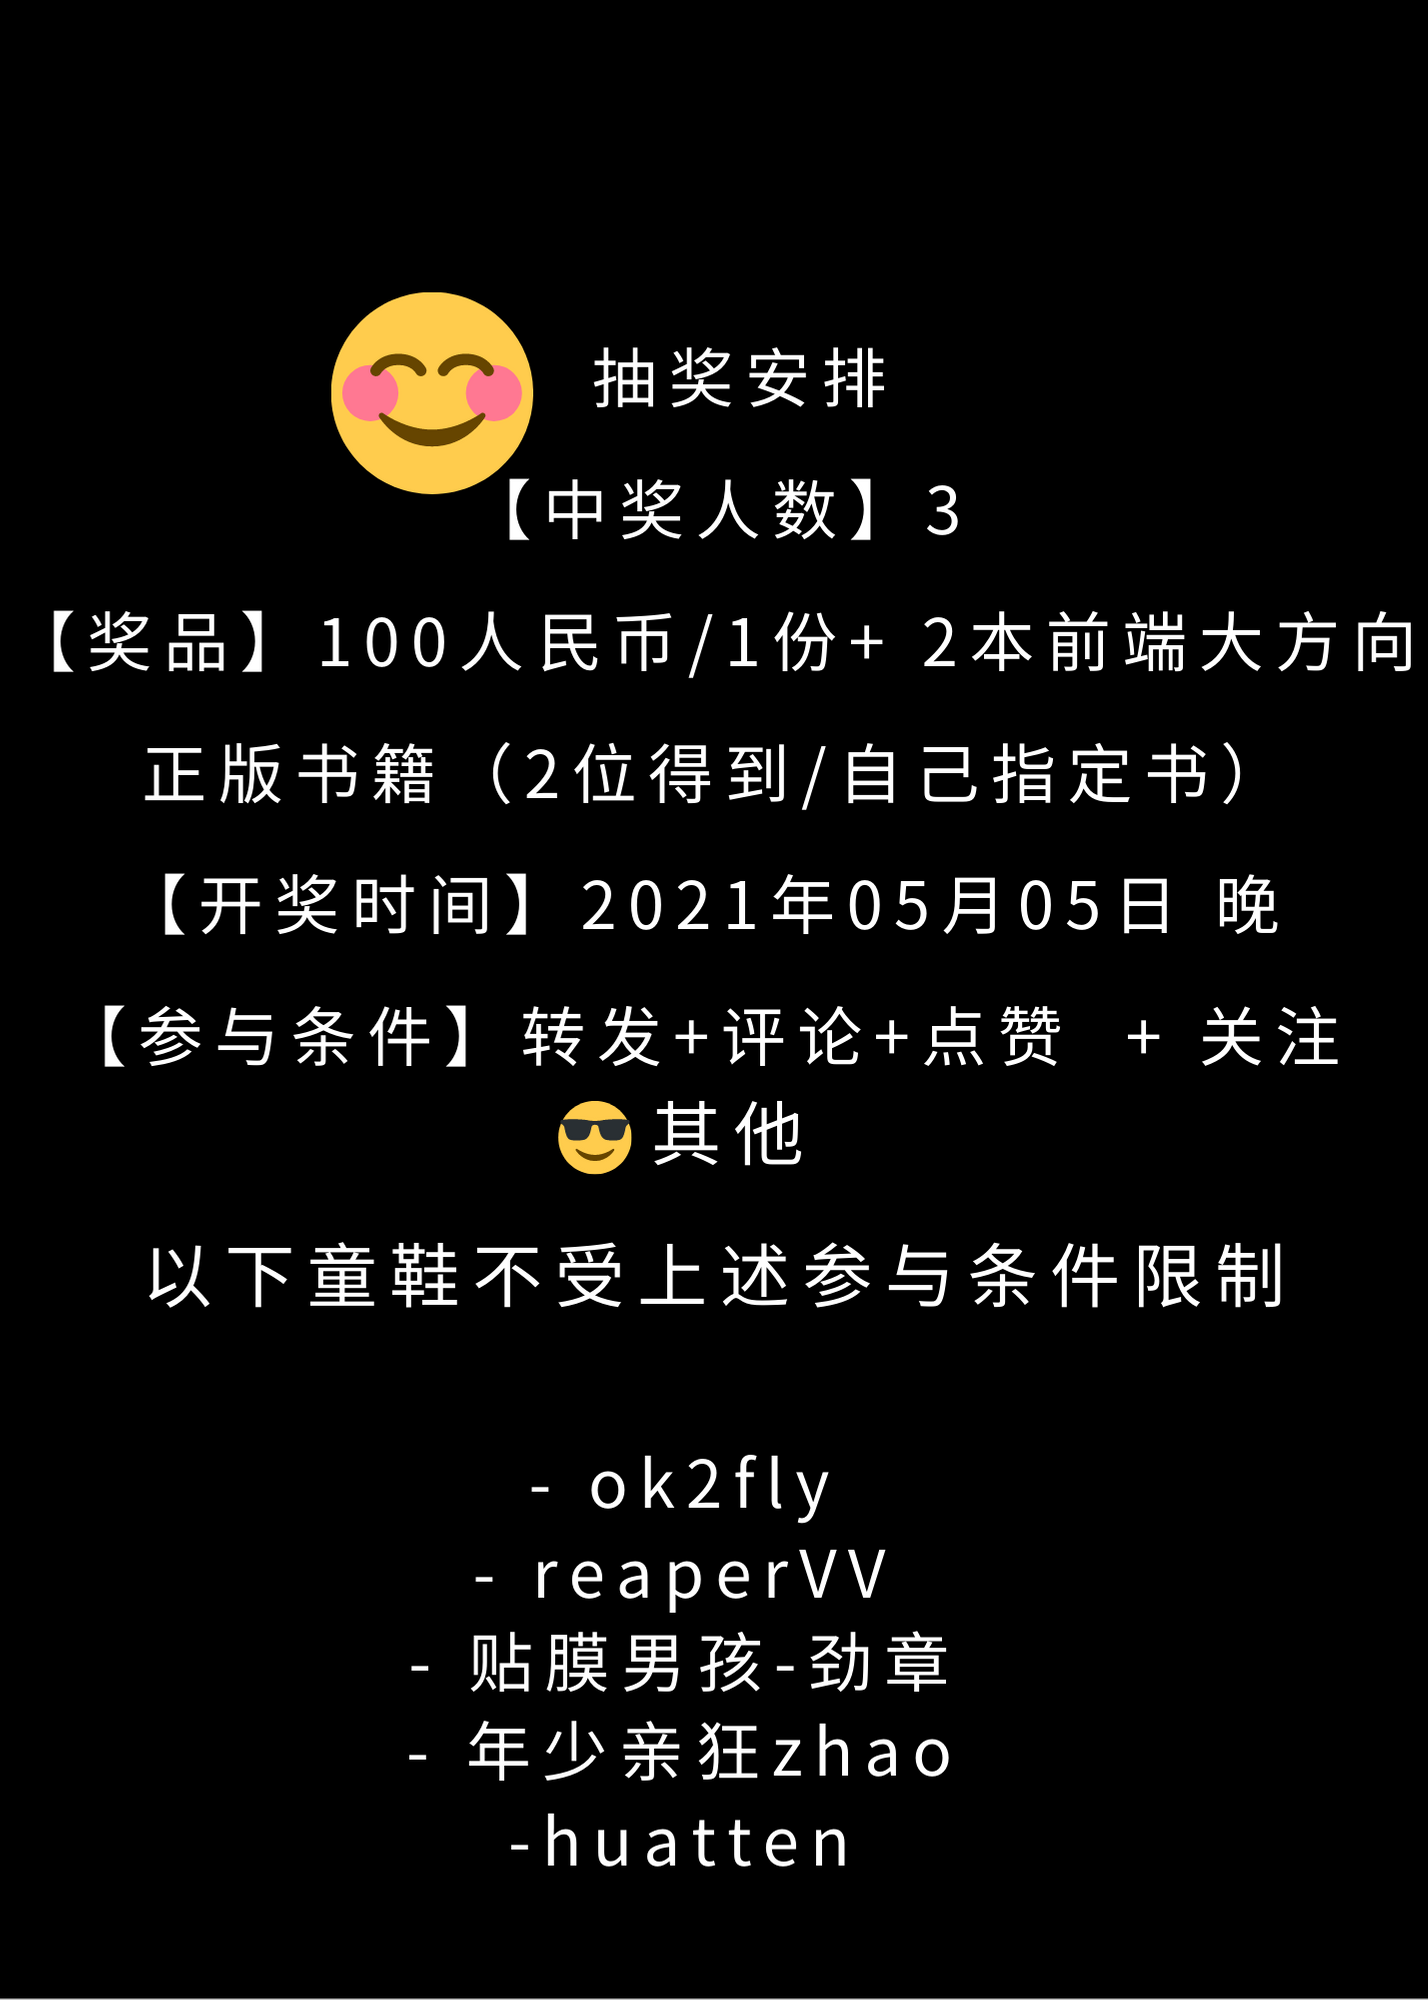 抽奖安排
【中奖人数】3
【奖品】100人民币/1份+ 2本前端大方向
正版书籍（2位得到/自己指定书）
【开奖时间】2021年05月05日 晚
【参与条件】转发+评论+点赞 + 关注
😎其他
以下童鞋不受上述参与条件限制
- ok2fly
- reaperVV
- 贴膜男孩-劲章
- 年少亲狂zhao
-huatten